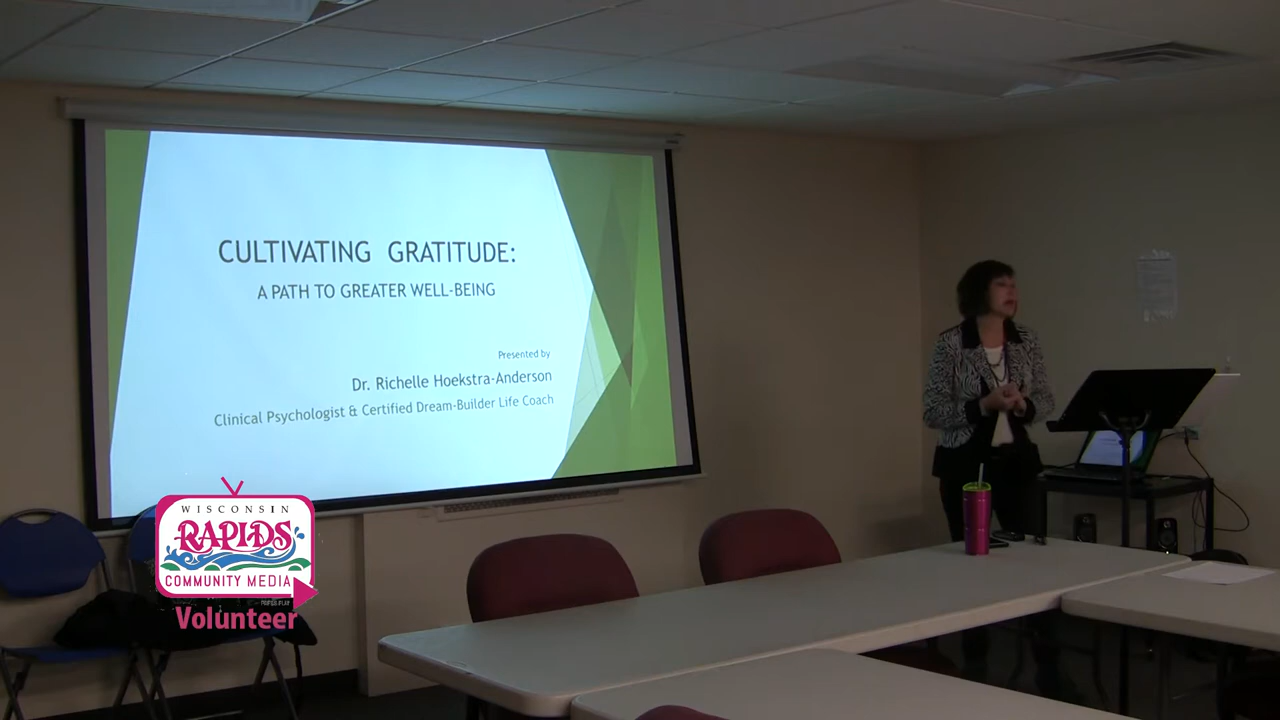 CULTIVATING GRATITUDE:
A PATH TO GREATER WELL-BEING
Presented by
Dr. Richelle Hoekstra-Anderson
Clinical Psychologist & Certified Dream-Builder Life Coach
WISCONSIN
RAPIDS
COMMUNITY MEDIA
Volunteer